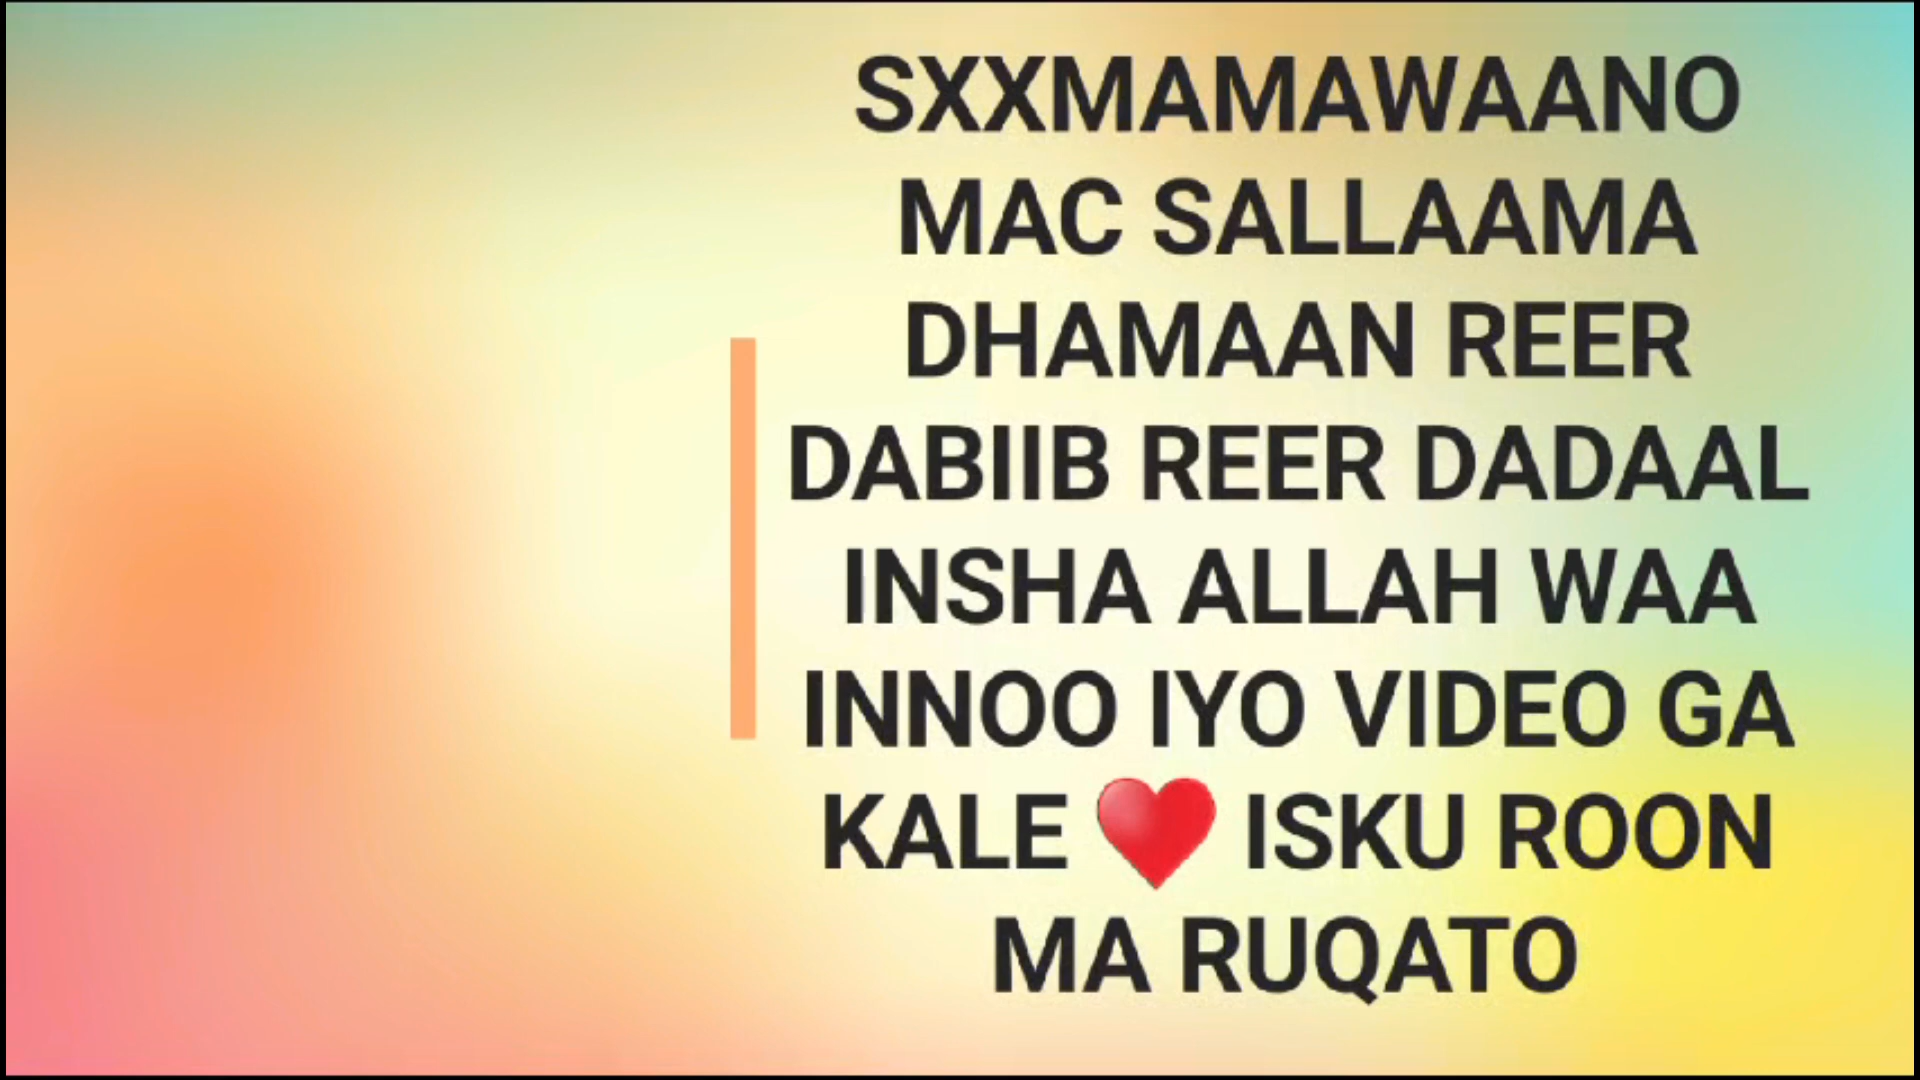 SXXMAMAWAANO
MAC SALLAAMA
DHAMAAN REER
DABIIB REER DADAAL
INSHA ALLAH WAA
INNOO IYO VIDEO GA
KALE ♥️ ISKU ROON
MA RUQATO